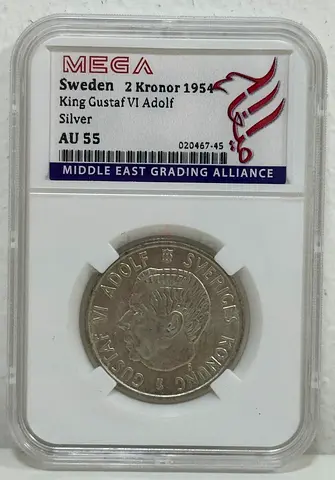 MEGA
Sweden 2 Kronor 1954
King Gustaf VI Adolf
Silver
AU 55
020467-45
MIDDLE EAST GRADING ALLIANCE
GUSTAF VI ADOLF SVERIGES KONUNG